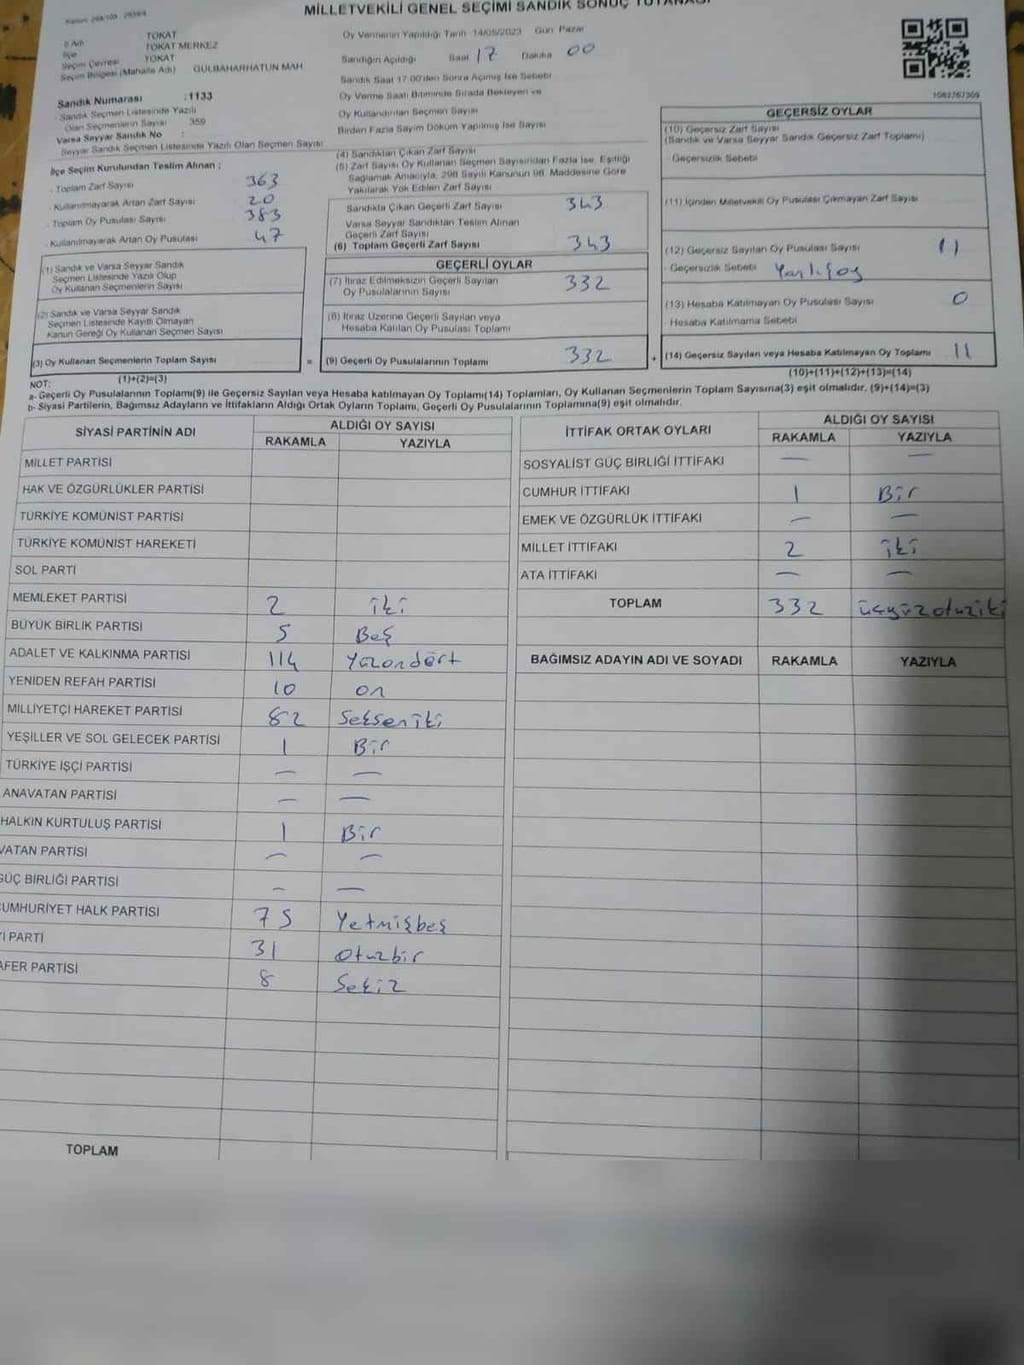 MİLLETVEKİLİ GENEL SEÇİMİ SANDIK SONUÇ TUTANAĞI
İl Adı TOKAT
İlçe TOKAT MERKEZ
Seçim Çevresi TOKAT
Seçim Bölgesi (Mahalle Adı) GÜLBAHARHATUN MAH.
Sandık Numarası :1133
Sandık Seçmen Listesinde Yazılı
Olan Seçmenlerin Sayısı 359
Varsa Seyyar Sandık No :
Seyyar Sandık Seçmen Listesinde Yazılı Olan Seçmen Sayısı
Oy Vermenin Yapıldığı Tarih 14/05/2023 Gün: Pazar
Sandığın Açıldığı Saat 17 Dakika 00
Sandık Saat 17:00'den Sonra Açılmış İse Sebebi
Oy Verme Saati Bitiminde Sırada Bekleyen ve
Oy Kullandırılan Seçmen Sayısı
Birden Fazla Sayım Döküm Yapılmış İse Sayısı
1082767309
İlçe Seçim Kurulundan Teslim Alınan :
- Toplam Zarf Sayısı 363
- Kullanılmayarak Artan Zarf Sayısı 20
- Toplam Oy Pusulası Sayısı 383
- Kullanılmayarak Artan Oy Pusulası 47
(4) Sandıktan Çıkan Zarf Sayısı
(5) Zarf Sayısı Oy Kullanan Seçmen Sayısından Fazla İse, Eşitliği
Sağlamak Amacıyla, 298 Sayılı Kanunun 98. Maddesine Göre
Yakılarak Yok Edilen Zarf Sayısı
Sandıkta Çıkan Geçerli Zarf Sayısı 343
Varsa Seyyar Sandıktan Teslim Alınan
Geçerli Zarf Sayısı
(6) Toplam Geçerli Zarf Sayısı 343
GEÇERSİZ OYLAR
(10) Geçersiz Zarf Sayısı
(Sandık ve Varsa Seyyar Sandık Geçersiz Zarf Toplamı)
Geçersizlik Sebebi
(11) İçinden Milletvekili Oy Pusulası Çıkmayan Zarf Sayısı
(12) Geçersiz Sayılan Oy Pusulası Sayısı 11
- Geçersizlik Sebebi
(13) Hesaba Katılmayan Oy Pusulası Sayısı 0
- Hesaba Katılmama Sebebi
(1) Sandık ve Varsa Seyyar Sandık
Seçmen Listesinde Yazılı Olup
Oy Kullanan Seçmenlerin Sayısı
(2) Sandık ve Varsa Seyyar Sandık
Seçmen Listesinde Kayıtlı Olmayan
Kanun Gereği Oy Kullanan Seçmen Sayısı
GEÇERLİ OYLAR
(7) İtiraz Edilmeksizin Geçerli Sayılan
Oy Pusulalarının Sayısı 332
(8) İtiraz Üzerine Geçerli Sayılan veya
Hesaba Katılan Oy Pusulası Toplamı
(3) Oy Kullanan Seçmenlerin Toplam Sayısı = (9) Geçerli Oy Pusulalarının Toplamı 332 + (14) Geçersiz Sayılan veya Hesaba Katılmayan Oy Toplamı 11
(1)+(2)=(3) (10)+(11)+(12)+(13)=(14)
NOT:
a- Geçerli Oy Pusulalarının Toplamı(9) ile Geçersiz Sayılan veya Hesaba katılmayan Oy Toplamı(14) Toplamları, Oy Kullanan Seçmenlerin Toplam Sayısına(3) eşit olmalıdır. (9)+(14)=(3)
b- Siyasi Partilerin, Bağımsız Adayların ve İttifakların Aldığı Ortak Oyların Toplamı, Geçerli Oy Pusulalarının Toplamına(9) eşit olmalıdır.
SİYASİ PARTİNİN ADI ALDIĞI OY SAYISI
RAKAMLA YAZIYLA
MİLLET PARTİSİ
HAK VE ÖZGÜRLÜKLER PARTİSİ
TÜRKİYE KOMÜNİST PARTİSİ
TÜRKİYE KOMÜNİST HAREKETİ
SOL PARTİ
MEMLEKET PARTİSİ 2 iki
BÜYÜK BİRLİK PARTİSİ 5 Beş
ADALET VE KALKINMA PARTİSİ 114 Yüzondört
YENİDEN REFAH PARTİSİ 10 on
MİLLİYETÇİ HAREKET PARTİSİ 82 Sekseniki
YEŞİLLER VE SOL GELECEK PARTİSİ 1 Bir
TÜRKİYE İŞÇİ PARTİSİ — —
ANAVATAN PARTİSİ — —
HALKIN KURTULUŞ PARTİSİ 1 Bir
VATAN PARTİSİ — —
GÜÇ BİRLİĞİ PARTİSİ — —
CUMHURİYET HALK PARTİSİ 75 Yetmişbeş
İYİ PARTİ 31 Otuzbir
ZAFER PARTİSİ 8 Sekiz
TOPLAM
İTTİFAK ORTAK OYLARI ALDIĞI OY SAYISI
RAKAMLA YAZIYLA
SOSYALİST GÜÇ BİRLİĞİ İTTİFAKI — —
CUMHUR İTTİFAKI 1 Bir
EMEK VE ÖZGÜRLÜK İTTİFAKI — —
MİLLET İTTİFAKI 2 iki
ATA İTTİFAKI — —
TOPLAM 332 üçyüzotuziki
BAĞIMSIZ ADAYIN ADI VE SOYADI RAKAMLA YAZIYLA